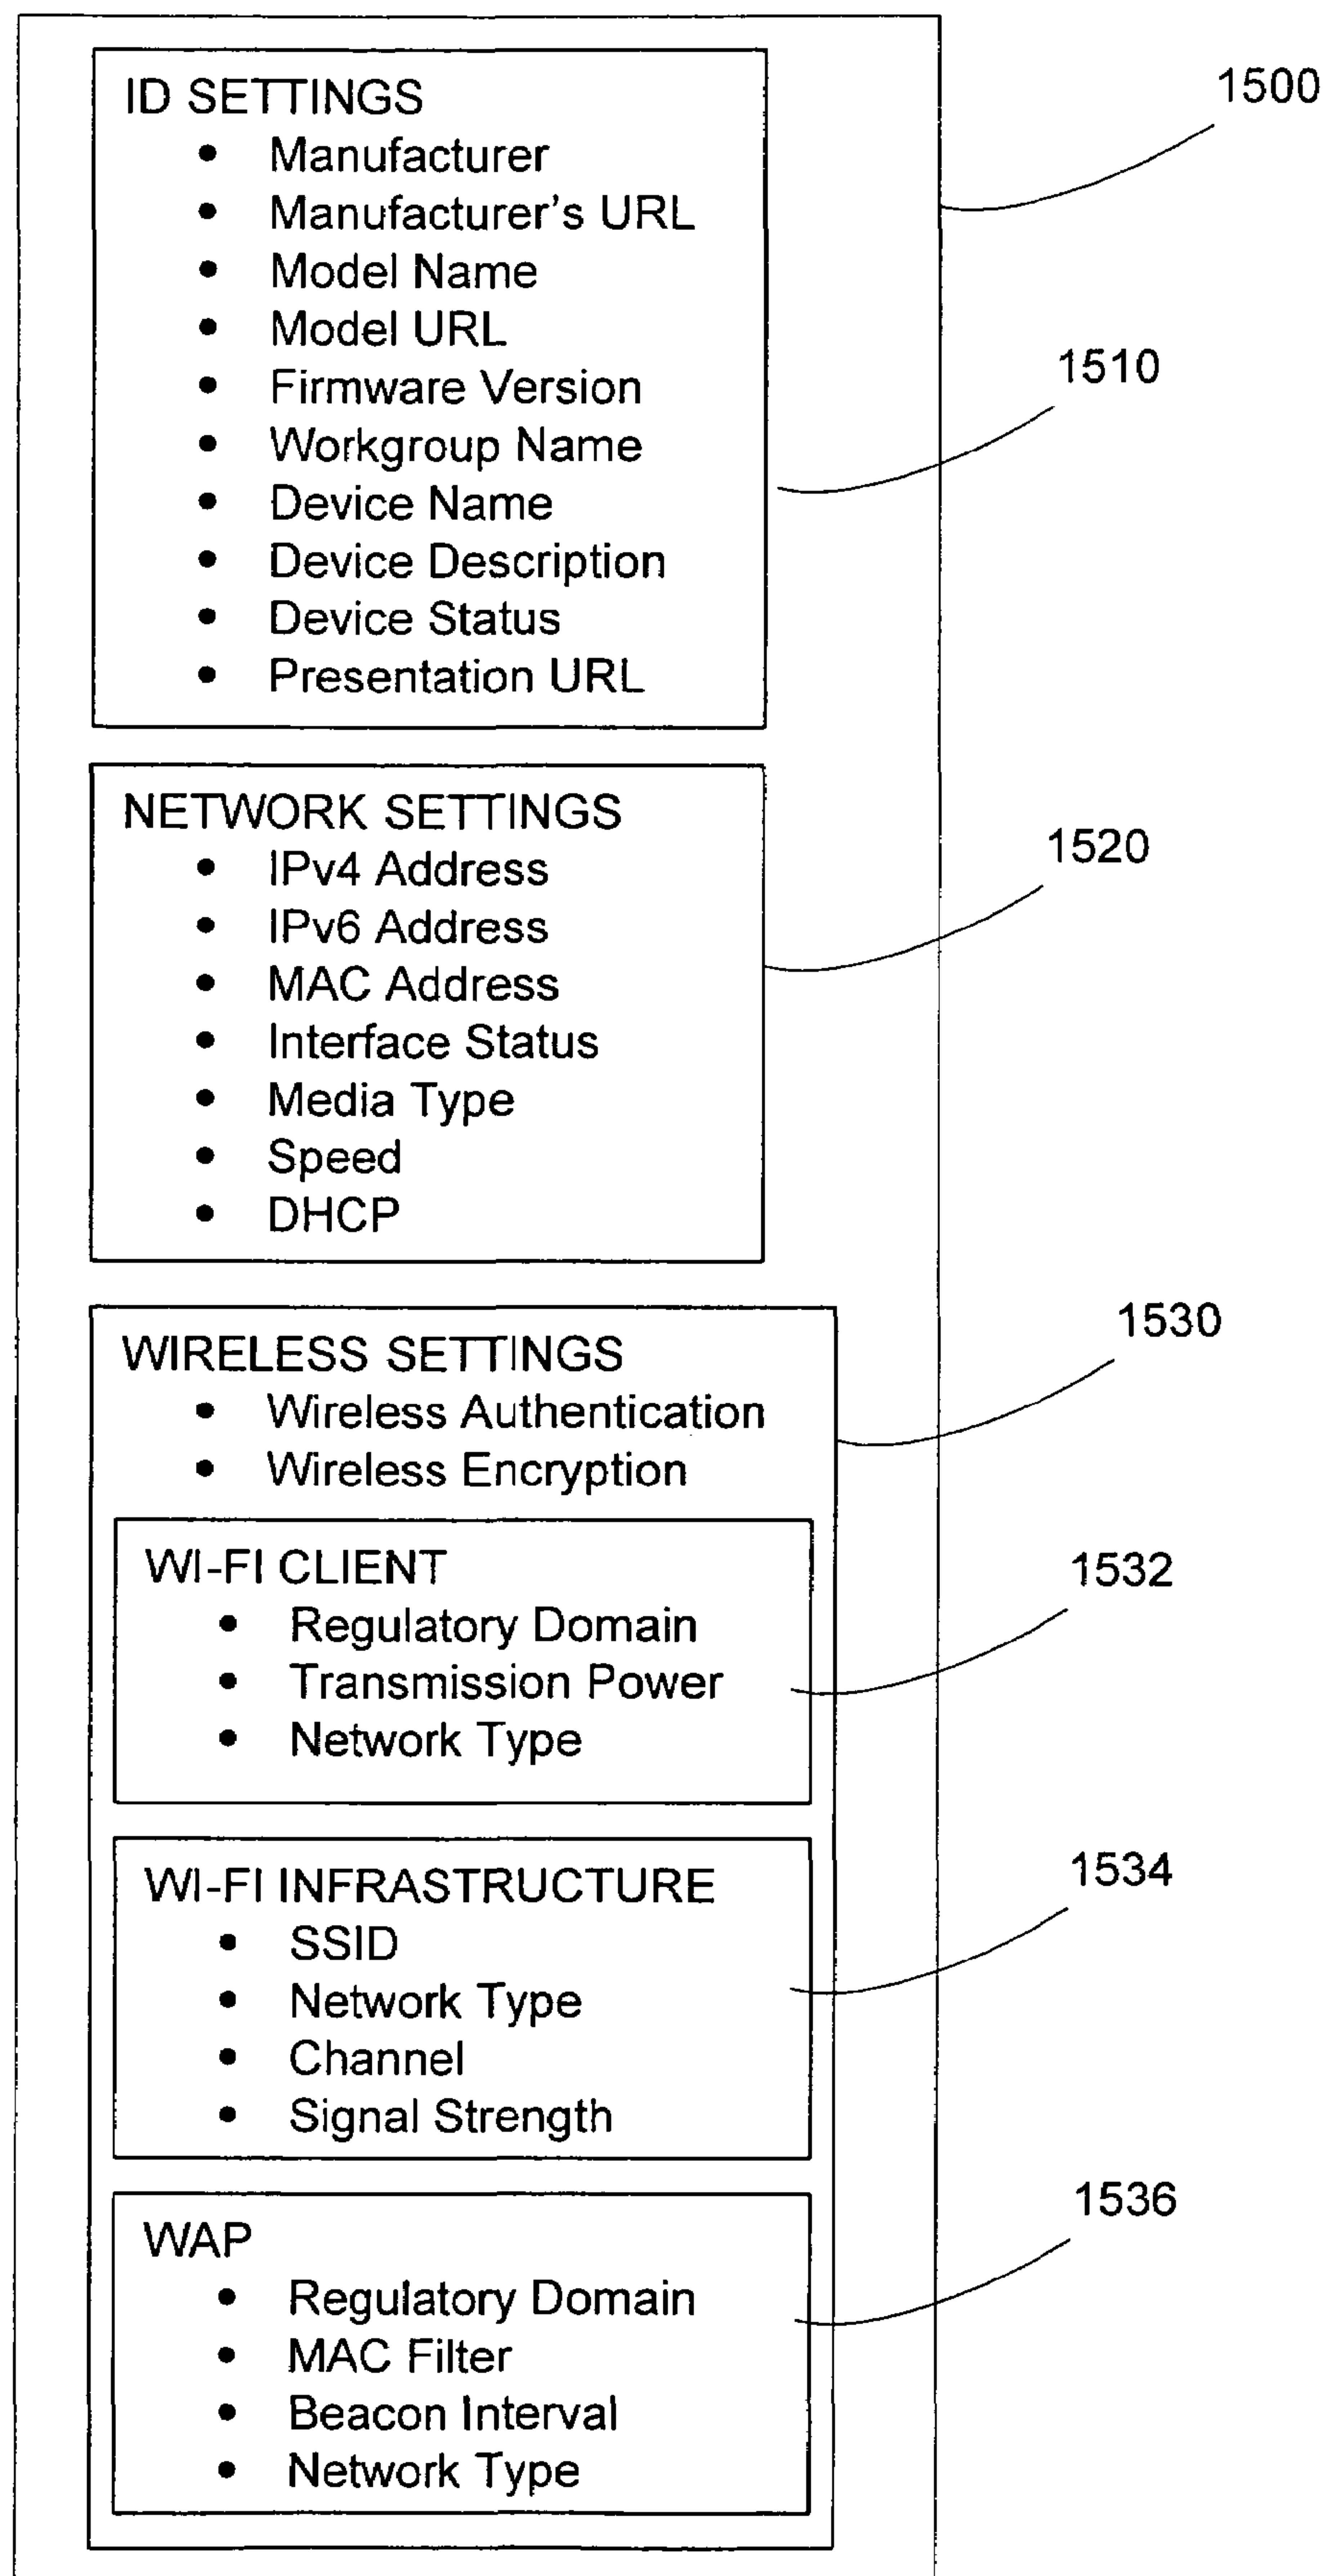 ID SETTINGS
• Manufacturer
• Manufacturer's URL
• Model Name
• Model URL
• Firmware Version
• Workgroup Name
• Device Name
• Device Description
• Device Status
• Presentation URL
1500
1510
NETWORK SETTINGS
• IPv4 Address
• IPv6 Address
• MAC Address
• Interface Status
• Media Type
• Speed
• DHCP
1520
WIRELESS SETTINGS
• Wireless Authentication
• Wireless Encryption
1530
WI-FI CLIENT
• Regulatory Domain
• Transmission Power
• Network Type
1532
WI-FI INFRASTRUCTURE
• SSID
• Network Type
• Channel
• Signal Strength
1534
WAP
• Regulatory Domain
• MAC Filter
• Beacon Interval
• Network Type
1536